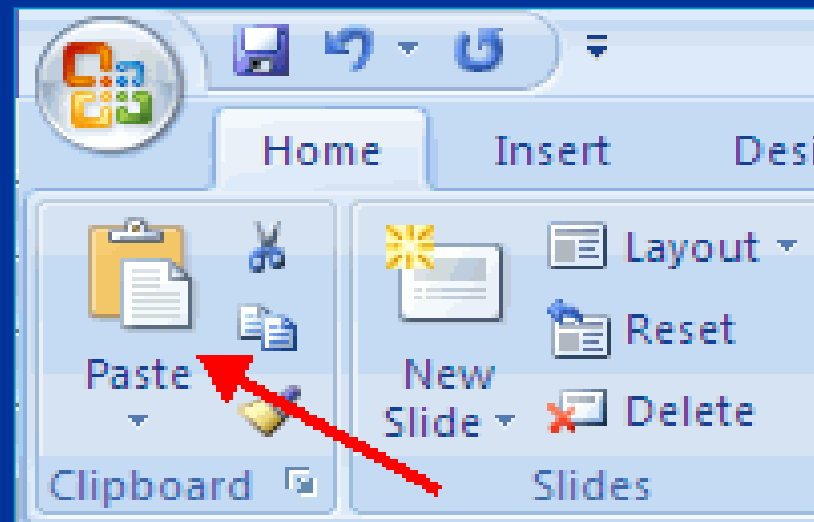 Home Insert Desi
Layout
Reset
Paste New
Slide Delete
Clipboard Slides